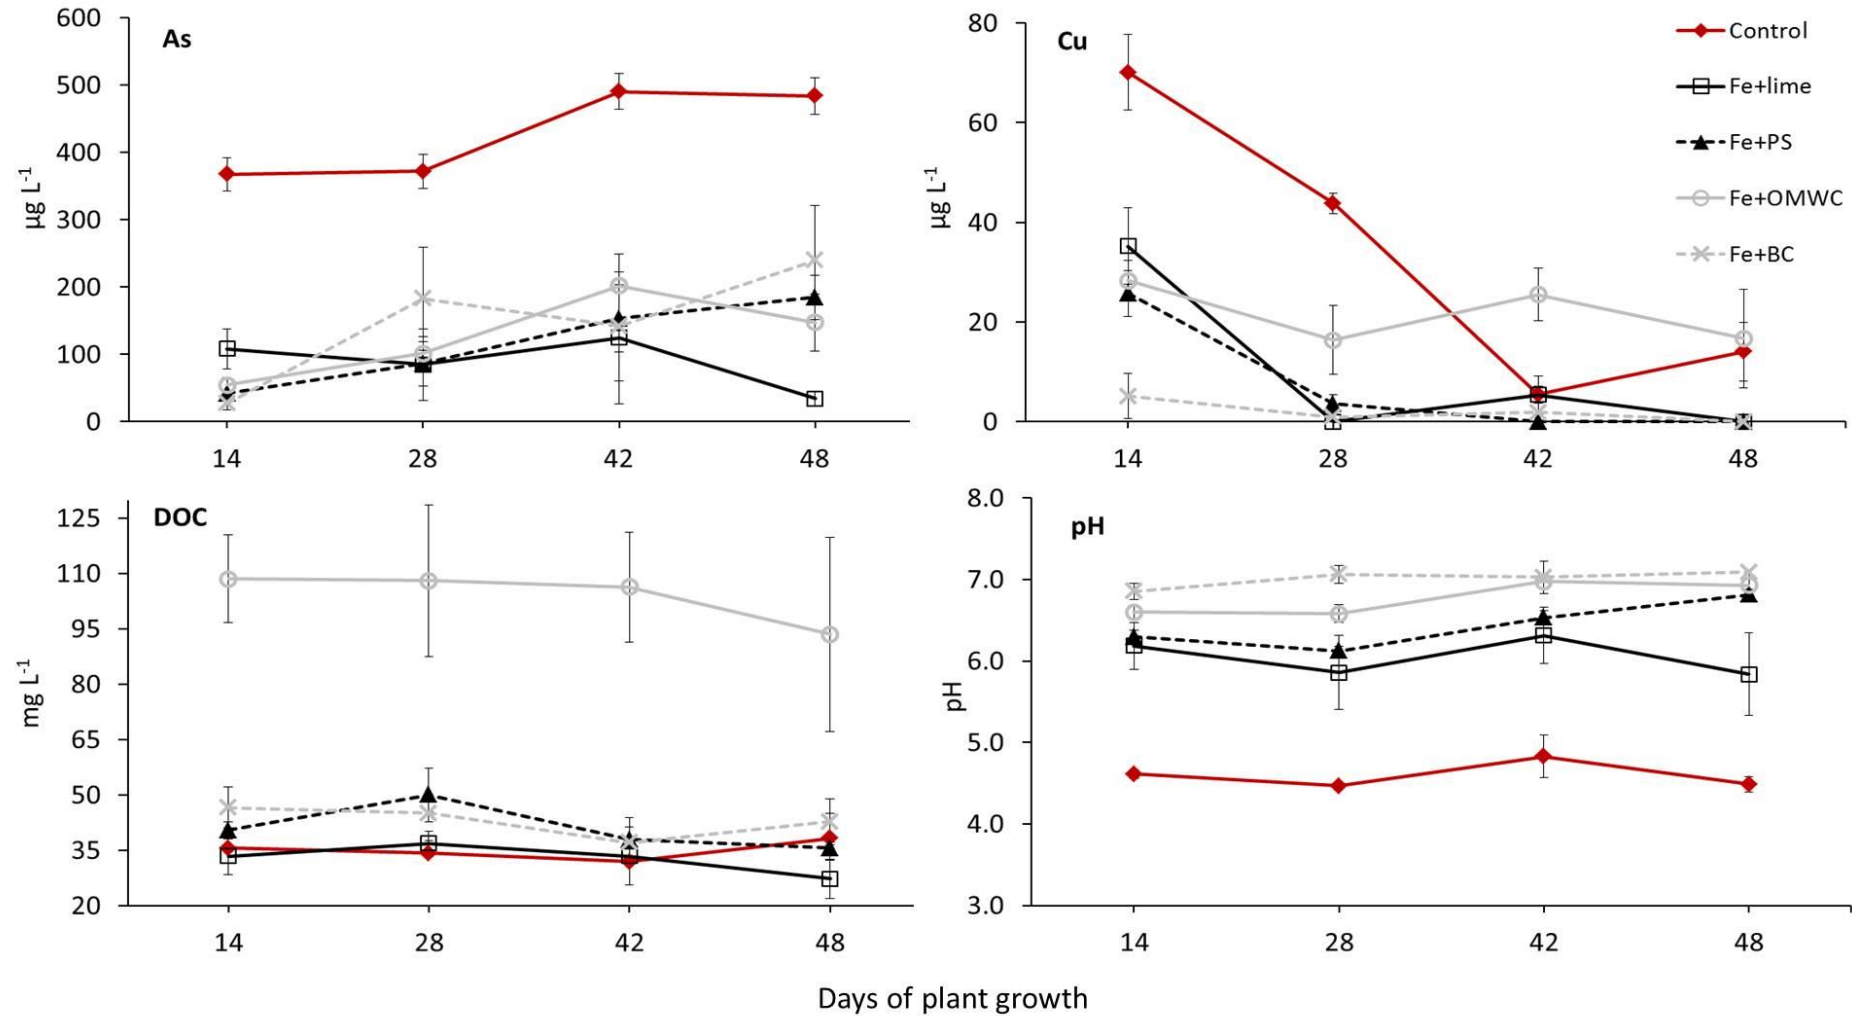 As
600
500
400
300
200
100
0
µg L-1
14 28 42 48
Cu
80
60
40
20
0
µg L-1
14 28 42 48
Control
Fe+lime
Fe+PS
Fe+OMWC
Fe+BC
DOC
125
110
95
80
65
50
35
20
mg L-1
14 28 42 48
pH
8.0
7.0
6.0
5.0
4.0
3.0
pH
14 28 42 48
Days of plant growth